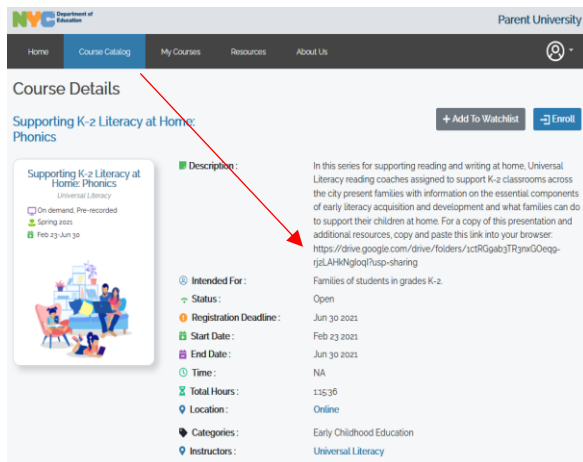 NYC Department of
Education
Parent University
Home Course Catalog My Courses Resources About Us
Course Details
Supporting K-2 Literacy at Home:
Phonics
+ Add To Watchlist
Enroll
Supporting K-2 Literacy at
Home: Phonics
Universal Literacy
On demand, Pre-recorded
Spring 2021
Feb 23-Jun 30
Description :
In this series for supporting reading and writing at home, Universal
Literacy reading coaches assigned to support K-2 classrooms across
the city present families with information on the essential components
of early literacy acquisition and development and what families can do
to support their children at home. For a copy of this presentation and
additional resources, copy and paste this link into your browser:
https://drive.google.com/drive/folders/1ctRG9ab3TR3nxGOeqg-
rjzLAHkNgloql?usp=sharing
Intended For : Families of students in grades K-2.
Status : Open
Registration Deadline : Jun 30 2021
Start Date : Feb 23 2021
End Date : Jun 30 2021
Time : NA
Total Hours : 1:15:36
Location : Online
Categories : Early Childhood Education
Instructors : Universal Literacy